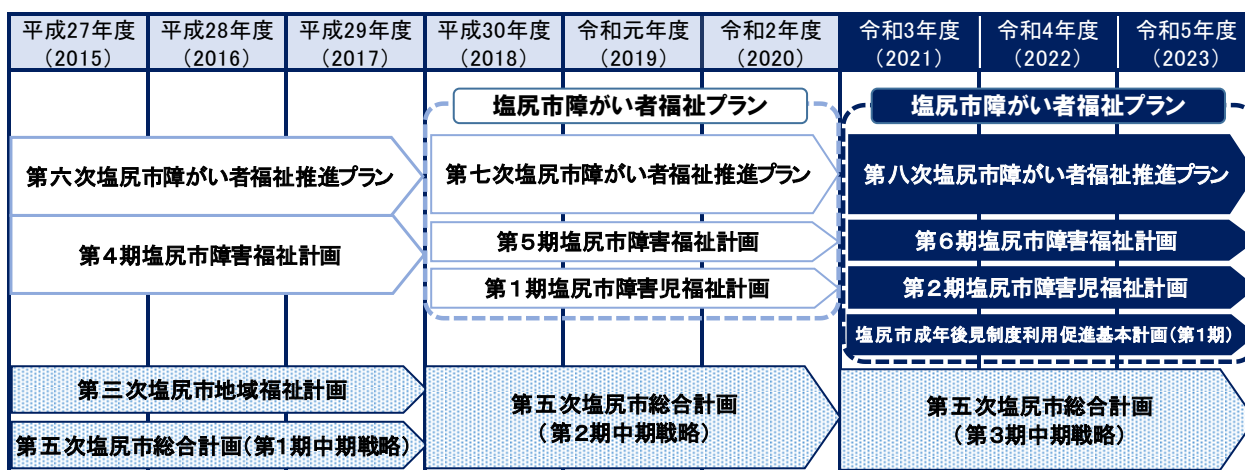 平成27年度
(2015)
平成28年度
(2016)
平成29年度
(2017)
平成30年度
(2018)
令和元年度
(2019)
令和2年度
(2020)
令和3年度
(2021)
令和4年度
(2022)
令和5年度
(2023)
塩尻市障がい者福祉プラン
塩尻市障がい者福祉プラン
第六次塩尻市障がい者福祉推進プラン
第七次塩尻市障がい者福祉推進プラン
第八次塩尻市障がい者福祉推進プラン
第4期塩尻市障害福祉計画
第5期塩尻市障害福祉計画
第6期塩尻市障害福祉計画
第1期塩尻市障害児福祉計画
第2期塩尻市障害児福祉計画
塩尻市成年後見制度利用促進基本計画(第1期)
第三次塩尻市地域福祉計画
第五次塩尻市総合計画(第1期中期戦略)
第五次塩尻市総合計画
(第2期中期戦略)
第五次塩尻市総合計画
(第3期中期戦略)